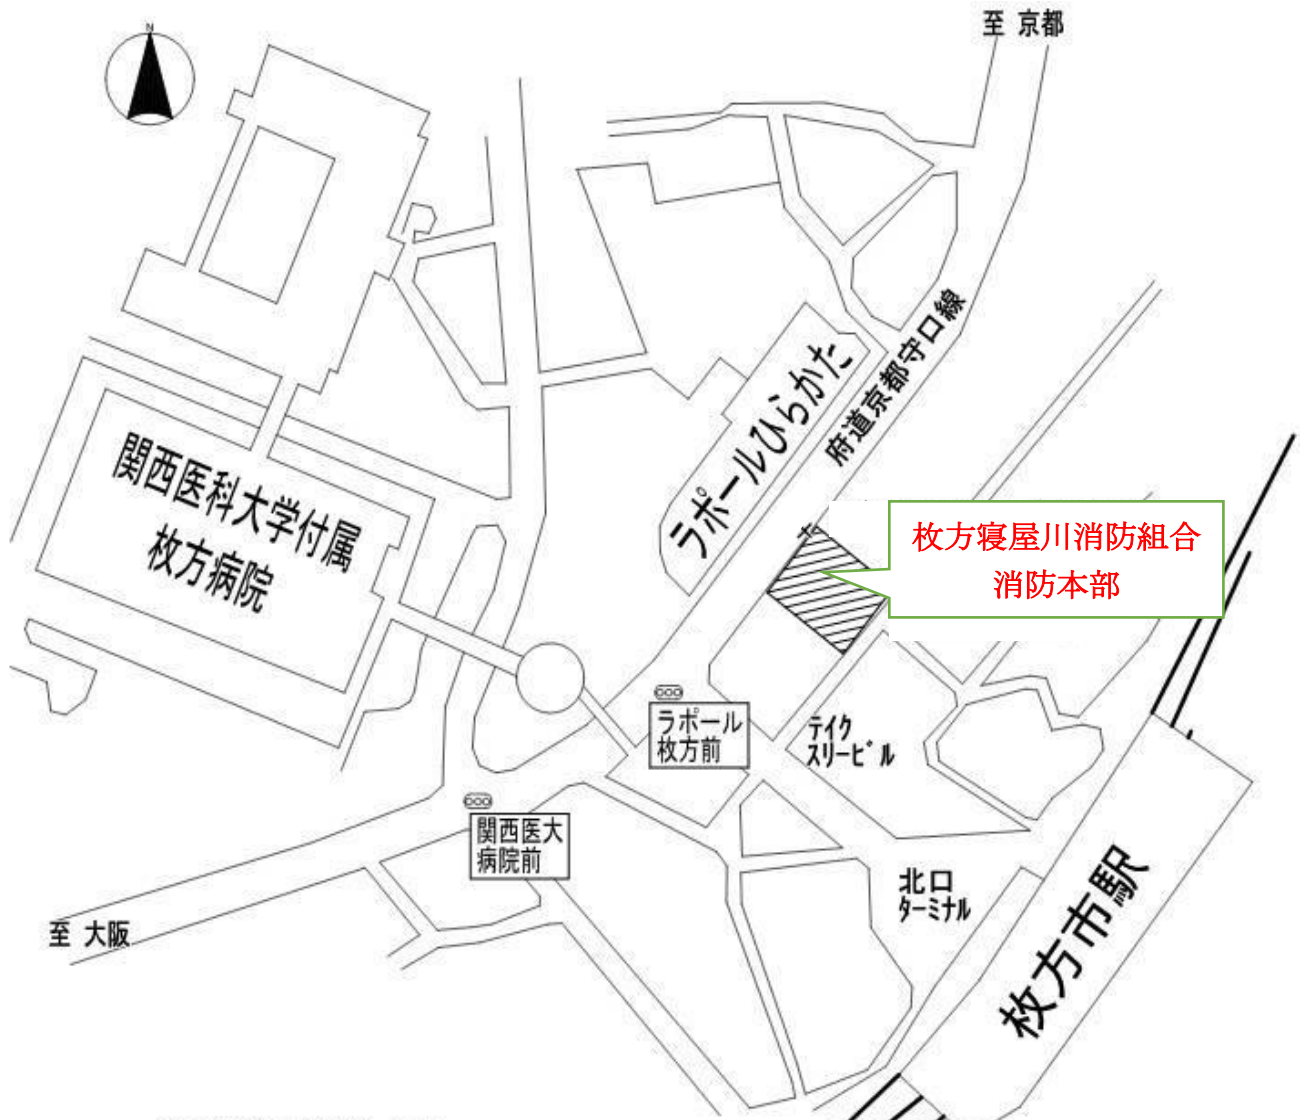 N
至 京都
府道京都守口線
ラポールひらかた
関西医科大学付属
枚方病院
枚方寝屋川消防組合
消防本部
ラポール
枚方前
テイク
スリービル
関西医大
病院前
北口
ターミナル
至 大阪
枚方市駅